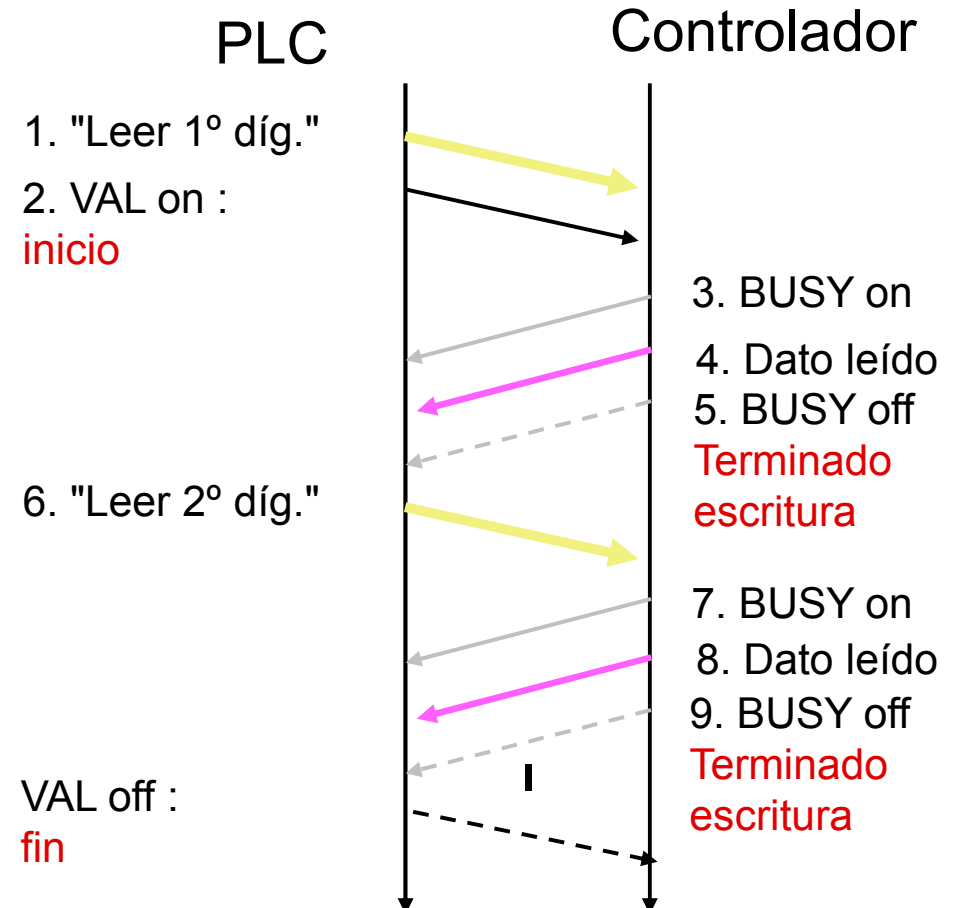 PLC
Controlador
1. "Leer 1º díg."
2. VAL on :
inicio
3. BUSY on
4. Dato leído
5. BUSY off
Terminado
escritura
6. "Leer 2º díg."
7. BUSY on
8. Dato leído
9. BUSY off
Terminado
escritura
VAL off :
fin